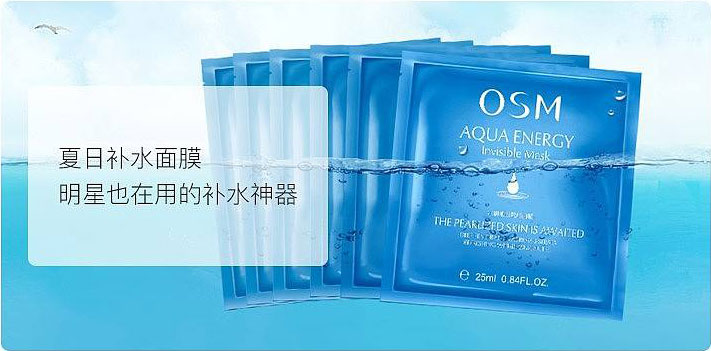 夏日补水面膜
明星也在用的补水神器
OSM
AQUA ENERGY
Invisible Mask
THE PEARLIZED SKIN IS AWAITED
e 25ml 0.84FL.OZ.